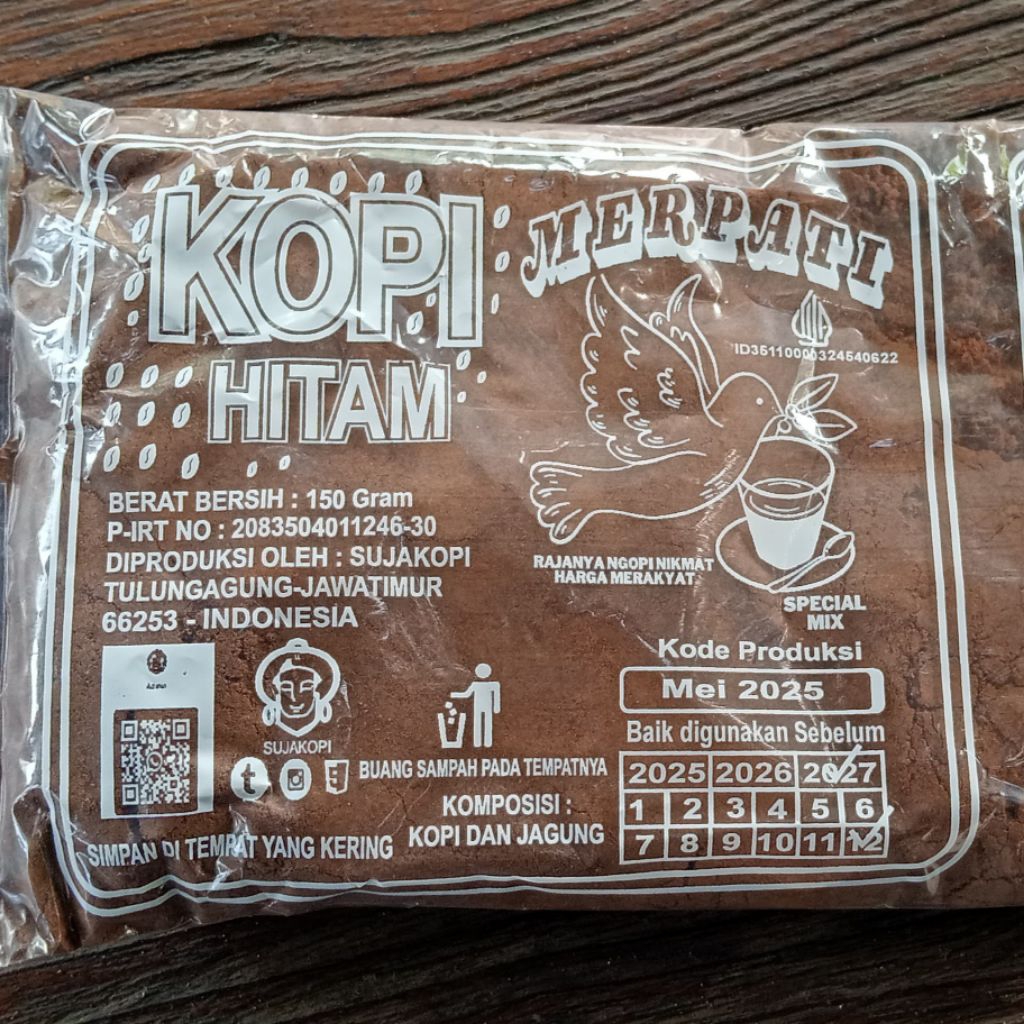 KOPI
HITAM
MERPATI
ID35110000324540622
BERAT BERSIH : 150 Gram
P-IRT NO : 2083504011246-30
DIPRODUKSI OLEH : SUJAKOPI
TULUNGAGUNG-JAWATIMUR
66253 - INDONESIA
RAJANYA NGOPI NIKMAT
HARGA MERAKYAT
SPECIAL
MIX
Kode Produksi
Mei 2025
Baik digunakan Sebelum
2025 2026 2027
1 2 3 4 5 6
7 8 9 10 11 12
SUJAKOPI
BUANG SAMPAH PADA TEMPATNYA
KOMPOSISI :
KOPI DAN JAGUNG
SIMPAN DI TEMPAT YANG KERING